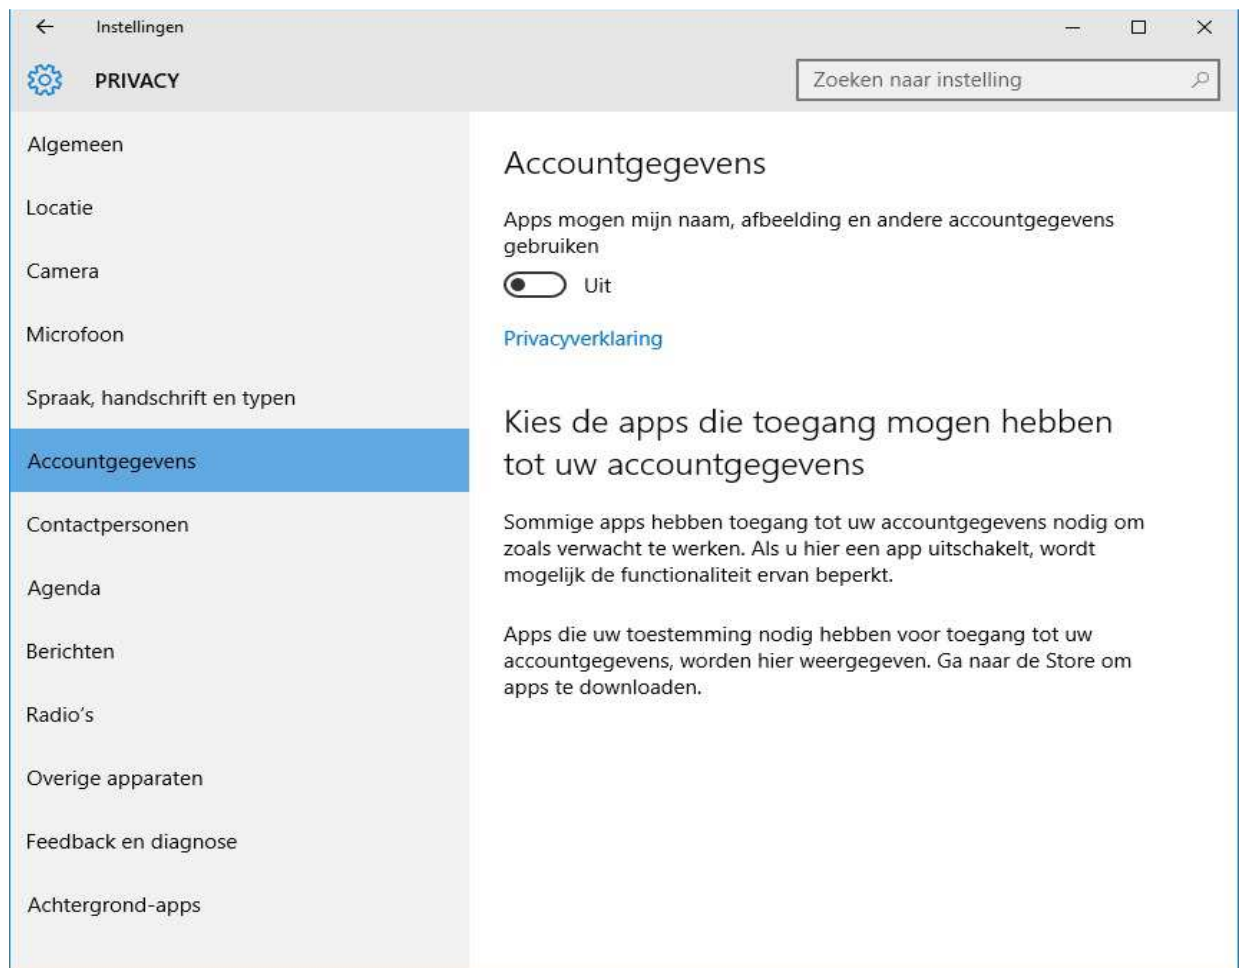 Instellingen
PRIVACY
Zoeken naar instelling
Algemeen
Locatie
Camera
Microfoon
Spraak, handschrift en typen
Accountgegevens
Contactpersonen
Agenda
Berichten
Radio's
Overige apparaten
Feedback en diagnose
Achtergrond-apps
Accountgegevens
Apps mogen mijn naam, afbeelding en andere accountgegevens
gebruiken
Uit
Privacyverklaring
Kies de apps die toegang mogen hebben
tot uw accountgegevens
Sommige apps hebben toegang tot uw accountgegevens nodig om
zoals verwacht te werken. Als u hier een app uitschakelt, wordt
mogelijk de functionaliteit ervan beperkt.
Apps die uw toestemming nodig hebben voor toegang tot uw
accountgegevens, worden hier weergegeven. Ga naar de Store om
apps te downloaden.